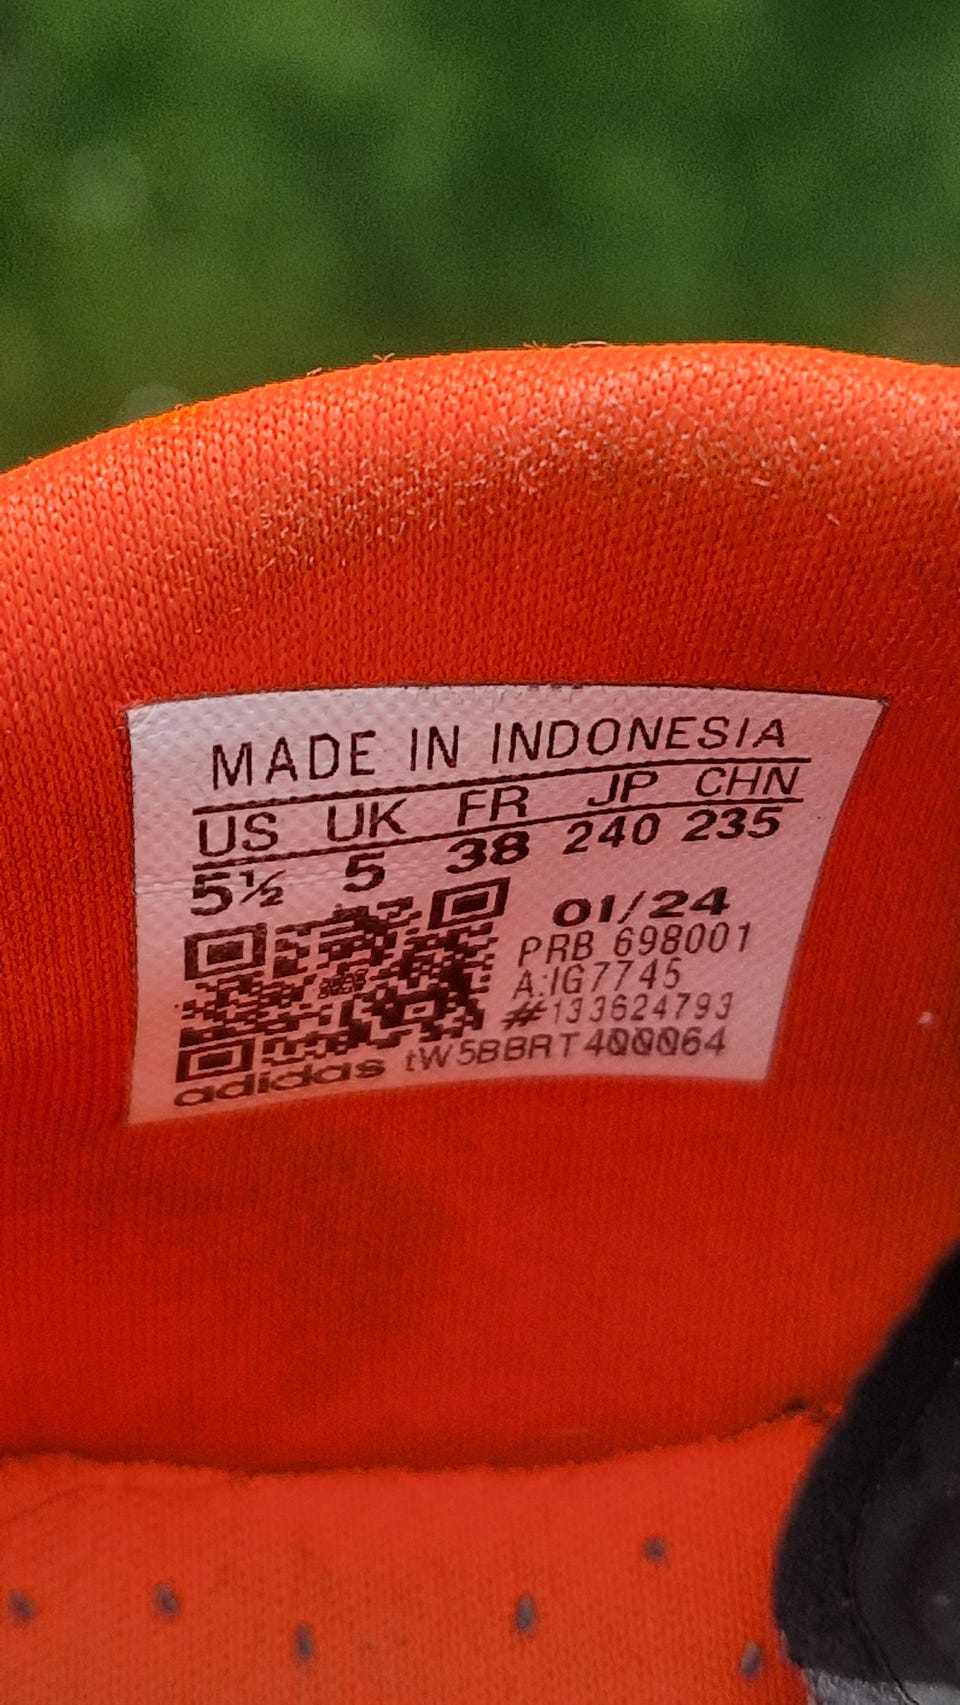 MADE IN INDONESIA
US UK FR JP CHN
5½ 5 38 240 235
01/24
PRB 698001
A:IG7745
#133624793
adidas tW5BBRT400064